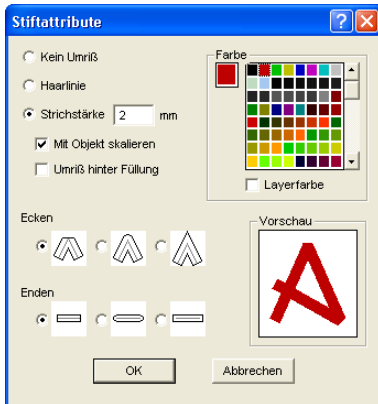 Stiftattribute
Kein Umriß
Haarlinie
Strichstärke 2 mm
Mit Objekt skalieren
Umriß hinter Füllung
Farbe
Layerfarbe
Ecken
Enden
Vorschau
OK
Abbrechen